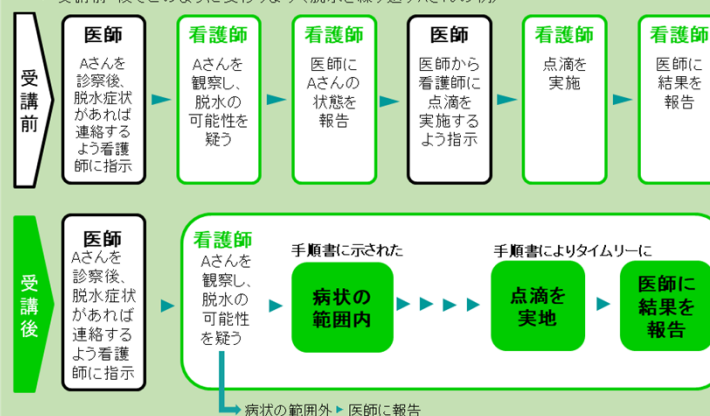 受講前
医師
Aさんを
診察後、
脱水症状
があれば
連絡する
よう看護
師に指示
看護師
Aさんを
観察し、
脱水の
可能性を
疑う
看護師
医師に
Aさんの
状態を
報告
医師
医師から
看護師に
点滴を
実施する
よう指示
看護師
点滴を
実施
看護師
医師に
結果を
報告
受講後
医師
Aさんを
診察後、
脱水症状
があれば
連絡する
よう看護
師に指示
看護師
Aさんを
観察し、
脱水の
可能性
を疑う
手順書に示された
病状の
範囲内
手順書によりタイムリーに
点滴を
実地
医師に
結果を
報告
病状の範囲外▶医師に報告